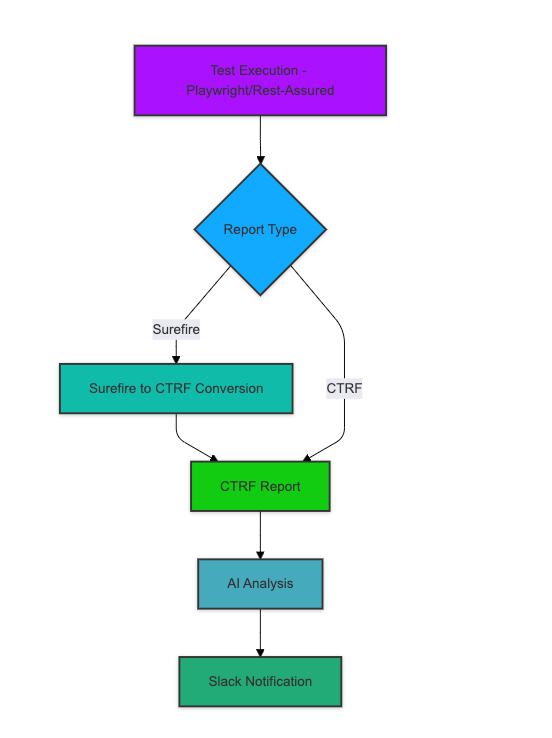 Test Execution -
Playwright/Rest-Assured
Report Type
Surefire
Surefire to CTRF Conversion
CTRF
CTRF Report
AI Analysis
Slack Notification